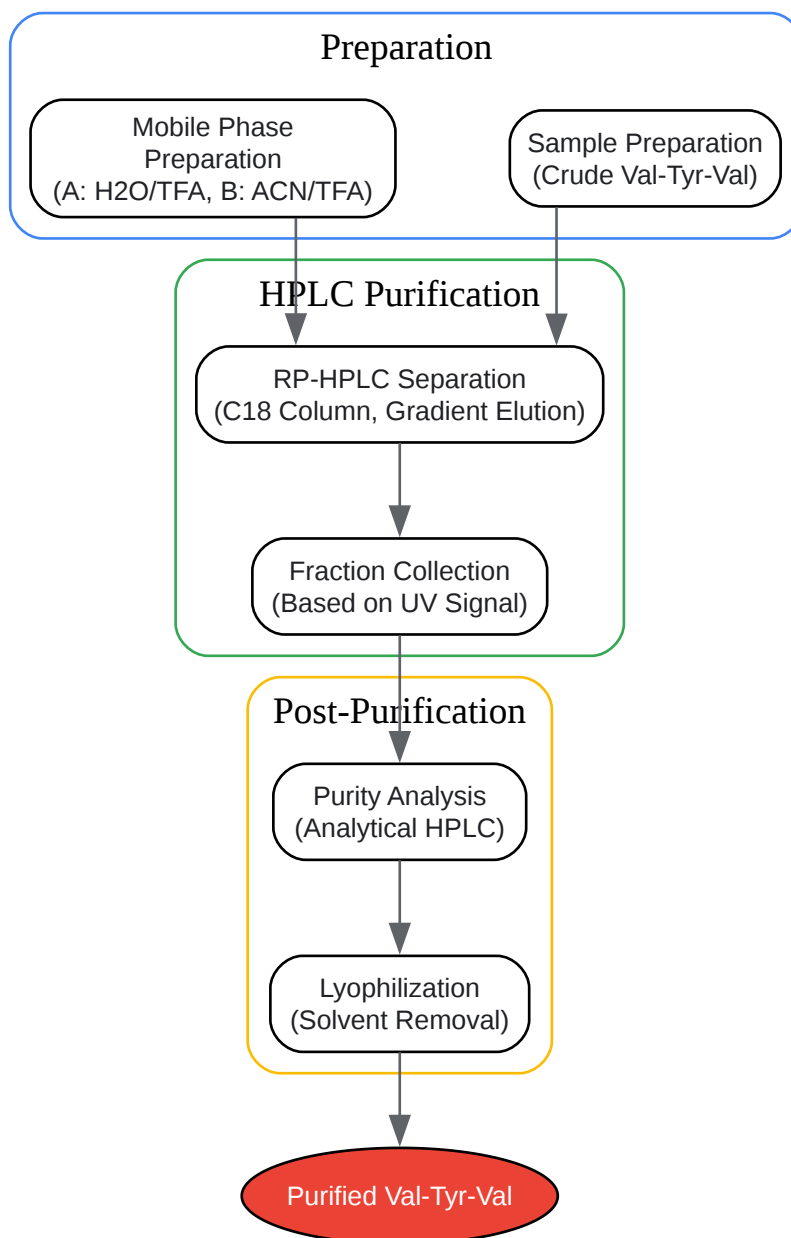 Preparation
Mobile Phase
Preparation
(A: H2O/TFA, B: ACN/TFA)
Sample Preparation
(Crude Val-Tyr-Val)
HPLC Purification
RP-HPLC Separation
(C18 Column, Gradient Elution)
Fraction Collection
(Based on UV Signal)
Post-Purification
Purity Analysis
(Analytical HPLC)
Lyophilization
(Solvent Removal)
Purified Val-Tyr-Val